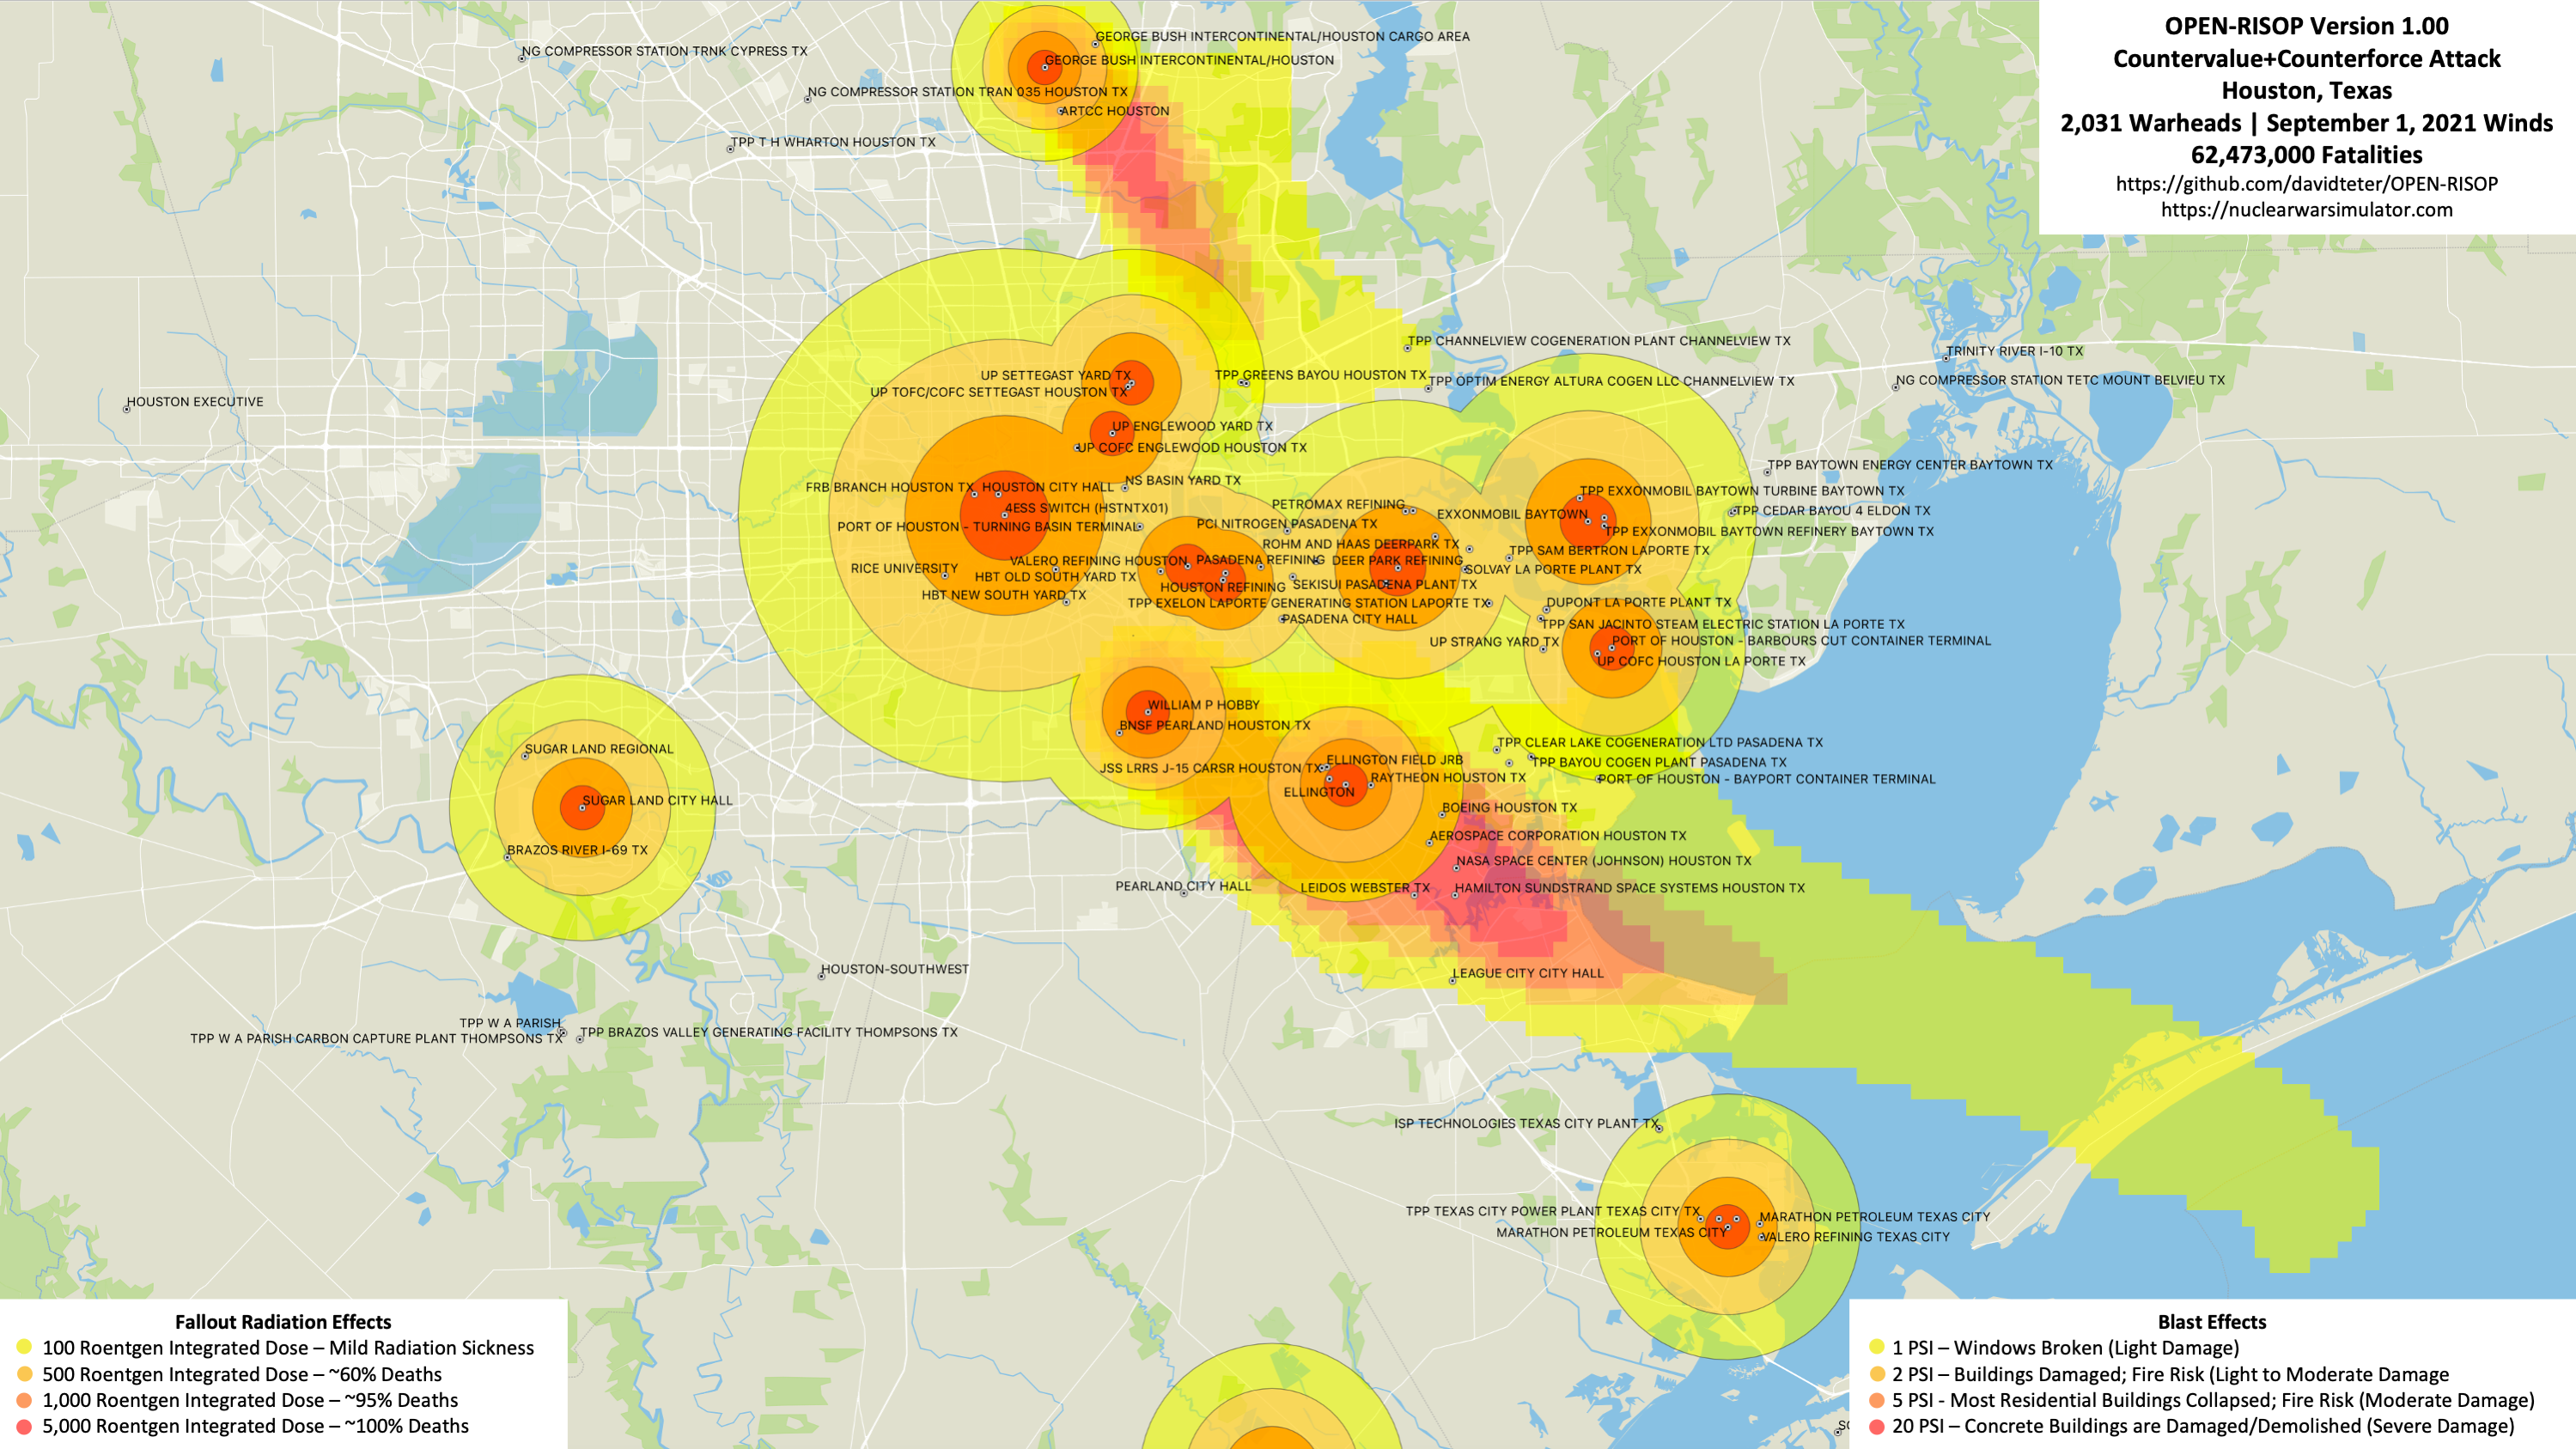 OPEN-RISOP Version 1.00
Countervalue+Counterforce Attack
Houston, Texas
2,031 Warheads | September 1, 2021 Winds
62,473,000 Fatalities
https://github.com/davidteter/OPEN-RISOP
https://nuclearwarsimulator.com
GEORGE BUSH INTERCONTINENTAL/HOUSTON CARGO AREA
NG COMPRESSOR STATION TRNK CYPRESS TX
GEORGE BUSH INTERCONTINENTAL/HOUSTON
NG COMPRESSOR STATION TRAN 035 HOUSTON TX
ARTCC HOUSTON
TPP T H WHARTON HOUSTON TX
TPP CHANNELVIEW COGENERATION PLANT CHANNELVIEW TX
TRINITY RIVER I-10 TX
UP SETTEGAST YARD TX
TPP GREENS BAYOU HOUSTON TX
TPP OPTIM ENERGY ALTURA COGEN LLC CHANNELVIEW TX
NG COMPRESSOR STATION TETC MOUNT BELVIEU TX
UP TOFC/COFC SETTEGAST HOUSTON TX
HOUSTON EXECUTIVE
UP ENGLEWOOD YARD TX
UP COFC ENGLEWOOD HOUSTON TX
TPP BAYTOWN ENERGY CENTER BAYTOWN TX
NS BASIN YARD TX
FRB BRANCH HOUSTON TX
HOUSTON CITY HALL
TPP EXXONMOBIL BAYTOWN TURBINE BAYTOWN TX
PETROMAX REFINING
4ESS SWITCH (HSTNTX01)
EXXONMOBIL BAYTOWN
TPP CEDAR BAYOU 4 ELDON TX
PORT OF HOUSTON - TURNING BASIN TERMINAL
PCI NITROGEN PASADENA TX
TPP EXXONMOBIL BAYTOWN REFINERY BAYTOWN TX
ROHM AND HAAS DEERPARK TX
TPP SAM BERTRON LAPORTE TX
VALERO REFINING HOUSTON
PASADENA REFINING
DEER PARK REFINING
RICE UNIVERSITY
SOLVAY LA PORTE PLANT TX
HBT OLD SOUTH YARD TX
HOUSTON REFINING
SEKISUI PASADENA PLANT TX
HBT NEW SOUTH YARD TX
TPP EXELON LAPORTE GENERATING STATION LAPORTE TX
DUPONT LA PORTE PLANT TX
PASADENA CITY HALL
TPP SAN JACINTO STEAM ELECTRIC STATION LA PORTE TX
UP STRANG YARD TX
PORT OF HOUSTON - BARBOURS CUT CONTAINER TERMINAL
UP COFC HOUSTON LA PORTE TX
WILLIAM P HOBBY
BNSF PEARLAND HOUSTON TX
SUGAR LAND REGIONAL
TPP CLEAR LAKE COGENERATION LTD PASADENA TX
JSS LRRS J-15 CARSR HOUSTON TX
ELLINGTON FIELD JRB
TPP BAYOU COGEN PLANT PASADENA TX
RAYTHEON HOUSTON TX
PORT OF HOUSTON - BAYPORT CONTAINER TERMINAL
ELLINGTON
SUGAR LAND CITY HALL
BOEING HOUSTON TX
AEROSPACE CORPORATION HOUSTON TX
BRAZOS RIVER I-69 TX
NASA SPACE CENTER (JOHNSON) HOUSTON TX
PEARLAND CITY HALL
LEIDOS WEBSTER TX
HAMILTON SUNDSTRAND SPACE SYSTEMS HOUSTON TX
HOUSTON-SOUTHWEST
LEAGUE CITY CITY HALL
TPP W A PARISH
TPP W A PARISH CARBON CAPTURE PLANT THOMPSONS TX
TPP BRAZOS VALLEY GENERATING FACILITY THOMPSONS TX
ISP TECHNOLOGIES TEXAS CITY PLANT TX
TPP TEXAS CITY POWER PLANT TEXAS CITY TX
MARATHON PETROLEUM TEXAS CITY
MARATHON PETROLEUM TEXAS CITY
VALERO REFINING TEXAS CITY
Fallout Radiation Effects
100 Roentgen Integrated Dose – Mild Radiation Sickness
500 Roentgen Integrated Dose – ~60% Deaths
1,000 Roentgen Integrated Dose – ~95% Deaths
5,000 Roentgen Integrated Dose – ~100% Deaths
Blast Effects
1 PSI – Windows Broken (Light Damage)
2 PSI – Buildings Damaged; Fire Risk (Light to Moderate Damage
5 PSI - Most Residential Buildings Collapsed; Fire Risk (Moderate Damage)
20 PSI – Concrete Buildings are Damaged/Demolished (Severe Damage)